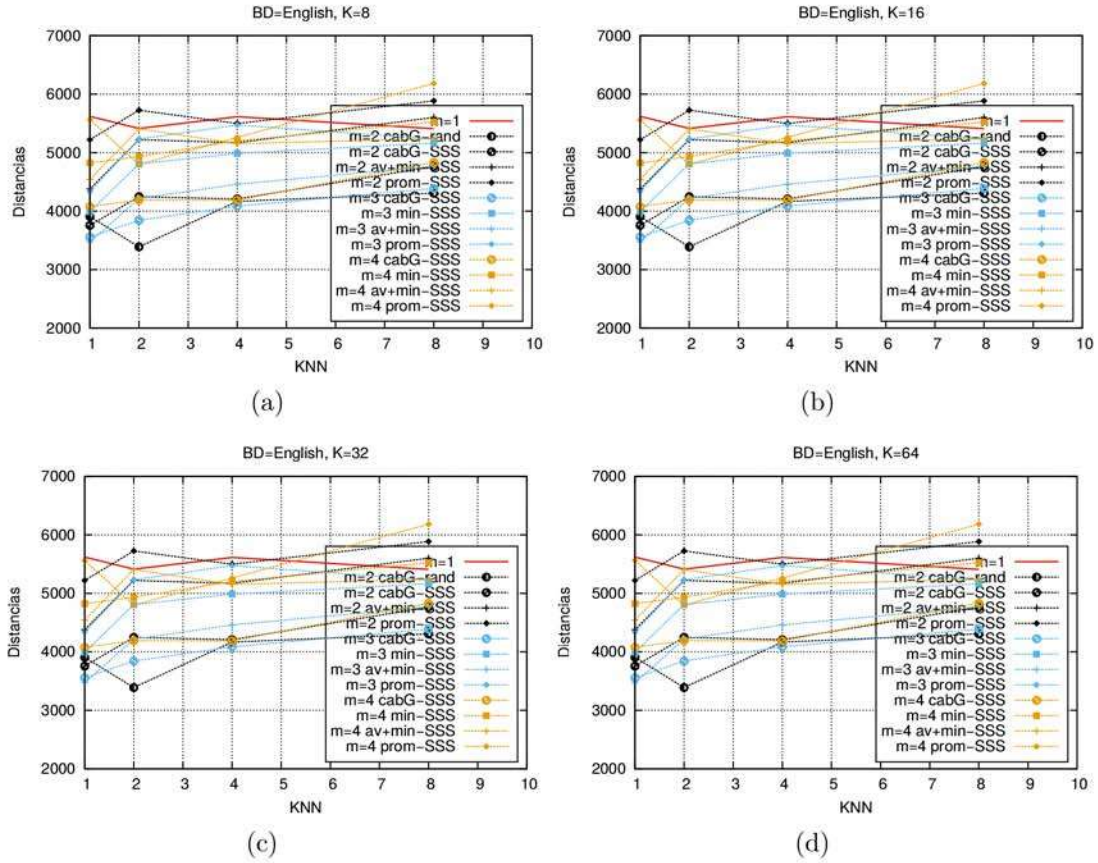 BD=English, K=8
7000
6000
5000
4000
3000
2000
Distancias
m=1
m=2 cabG-rand
m=2 cabG-SSS
m=2 av+min-SSS
m=2 prom-SSS
m=3 cabG-SSS
m=3 min-SSS
m=3 av+min-SSS
m=3 prom-SSS
m=4 cabG-SSS
m=4 min-SSS
m=4 av+min-SSS
m=4 prom-SSS
1 2 3 4 5 6 7 8 9 10
KNN
(a)
BD=English, K=16
7000
6000
5000
4000
3000
2000
Distancias
m=1
m=2 cabG-rand
m=2 cabG-SSS
m=2 av+min-SSS
m=2 prom-SSS
m=3 cabG-SSS
m=3 min-SSS
m=3 av+min-SSS
m=3 prom-SSS
m=4 cabG-SSS
m=4 min-SSS
m=4 av+min-SSS
m=4 prom-SSS
1 2 3 4 5 6 7 8 9 10
KNN
(b)
BD=English, K=32
7000
6000
5000
4000
3000
2000
Distancias
m=1
m=2 cabG-rand
m=2 cabG-SSS
m=2 av+min-SSS
m=2 prom-SSS
m=3 cabG-SSS
m=3 min-SSS
m=3 av+min-SSS
m=3 prom-SSS
m=4 cabG-SSS
m=4 min-SSS
m=4 av+min-SSS
m=4 prom-SSS
1 2 3 4 5 6 7 8 9 10
KNN
(c)
BD=English, K=64
7000
6000
5000
4000
3000
2000
Distancias
m=1
m=2 cabG-rand
m=2 cabG-SSS
m=2 av+min-SSS
m=2 prom-SSS
m=3 cabG-SSS
m=3 min-SSS
m=3 av+min-SSS
m=3 prom-SSS
m=4 cabG-SSS
m=4 min-SSS
m=4 av+min-SSS
m=4 prom-SSS
1 2 3 4 5 6 7 8 9 10
KNN
(d)